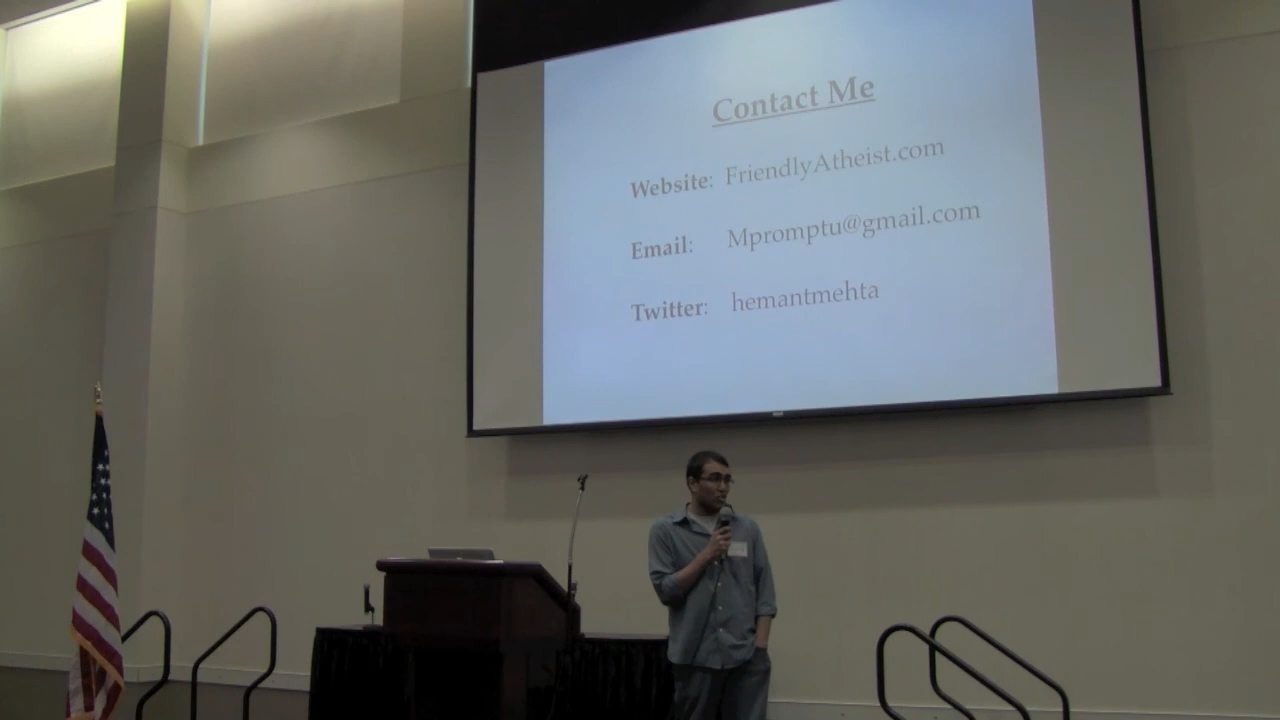 Contact Me
Website: FriendlyAtheist.com
Email: Mpromptu@gmail.com
Twitter: hemantmehta